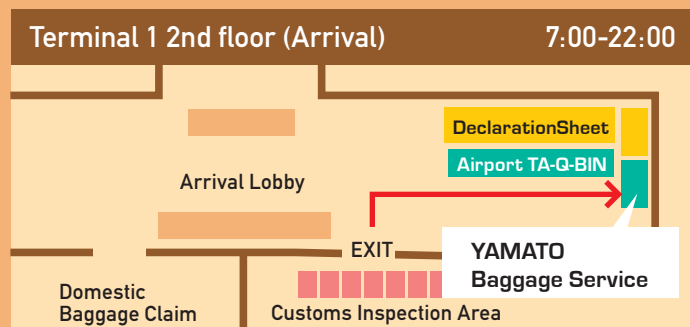 Terminal 1 2nd floor (Arrival) 7:00-22:00
DeclarationSheet
Airport TA-Q-BIN
Arrival Lobby
EXIT
YAMATO
Baggage Service
Domestic
Baggage Claim
Customs Inspection Area